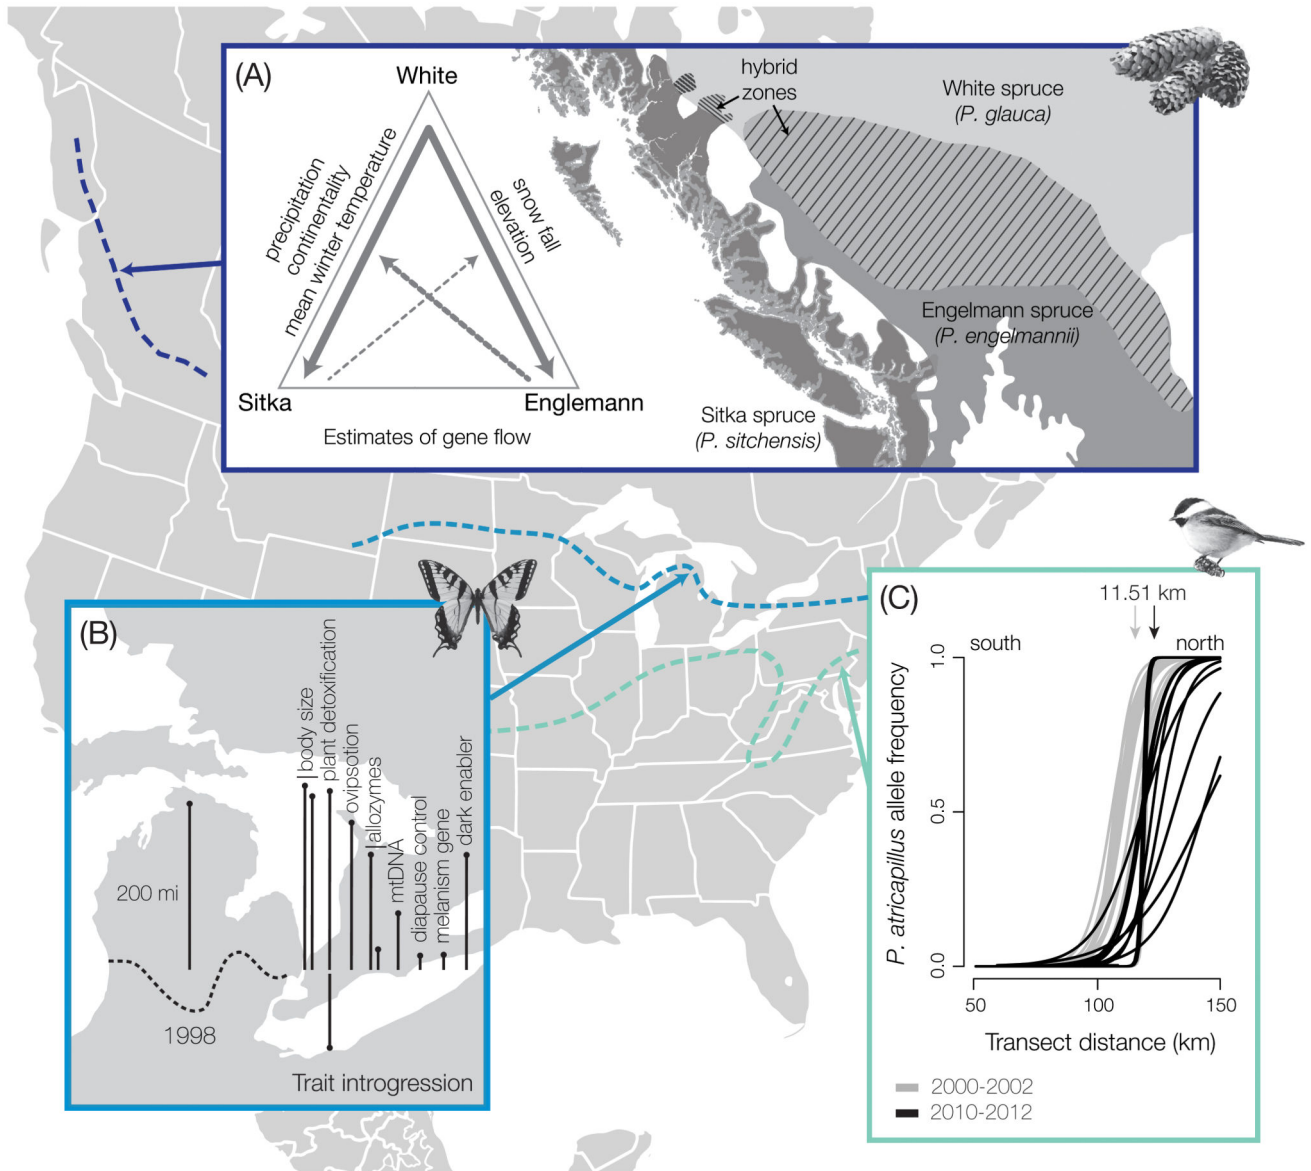 (A)
White
precipitation
continentality
mean winter temperature
snow fall
elevation
Sitka
Englemann
Estimates of gene flow
hybrid
zones
White spruce
(P. glauca)
Engelmann spruce
(P. engelmannii)
Sitka spruce
(P. sitchensis)
(B)
200 mi
1998
body size
plant detoxification
ovipsotion
allozymes
mtDNA
diapause control
melanism gene
dark enabler
Trait introgression
(C)
11.51 km
south
north
P. atricapillus allele frequency
1.0
0.5
0.0
50
100
150
Transect distance (km)
2000-2002
2010-2012